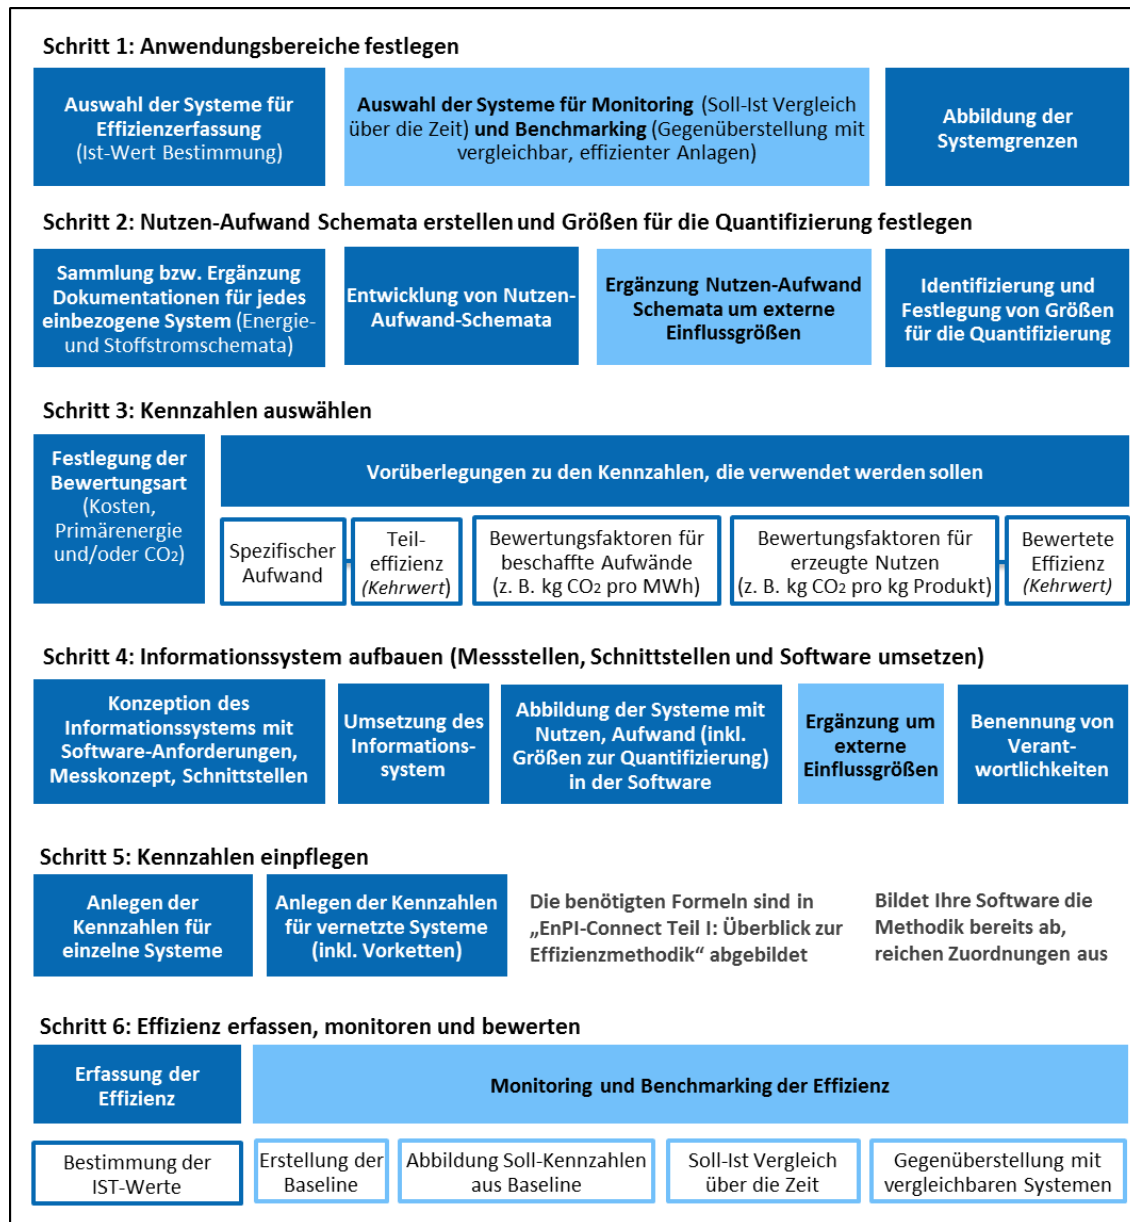 Schritt 1: Anwendungsbereiche festlegen
Auswahl der Systeme für
Effizienzerfassung
(Ist-Wert Bestimmung)
Auswahl der Systeme für Monitoring (Soll-Ist Vergleich
über die Zeit) und Benchmarking (Gegenüberstellung mit
vergleichbar, effizienter Anlagen)
Abbildung der
Systemgrenzen
Schritt 2: Nutzen-Aufwand Schemata erstellen und Größen für die Quantifizierung festlegen
Sammlung bzw. Ergänzung
Dokumentationen für jedes
einbezogene System (Energie-
und Stoffstromschemata)
Entwicklung von Nutzen-
Aufwand-Schemata
Ergänzung Nutzen-Aufwand
Schemata um externe
Einflussgrößen
Identifizierung und
Festlegung von Größen
für die Quantifizierung
Schritt 3: Kennzahlen auswählen
Festlegung der
Bewertungsart
(Kosten,
Primärenergie
und/oder CO₂)
Vorüberlegungen zu den Kennzahlen, die verwendet werden sollen
Spezifischer
Aufwand
Teil-
effizienz
(Kehrwert)
Bewertungsfaktoren für
beschaffte Aufwände
(z. B. kg CO₂ pro MWh)
Bewertungsfaktoren für
erzeugte Nutzen
(z. B. kg CO₂ pro kg Produkt)
Bewertete
Effizienz
(Kehrwert)
Schritt 4: Informationssystem aufbauen (Messstellen, Schnittstellen und Software umsetzen)
Konzeption des
Informationssystems mit
Software-Anforderungen,
Messkonzept, Schnittstellen
Umsetzung des
Informations-
system
Abbildung der Systeme mit
Nutzen, Aufwand (inkl.
Größen zur Quantifizierung)
in der Software
Ergänzung um
externe
Einflussgrößen
Benennung von
Verant-
wortlichkeiten
Schritt 5: Kennzahlen einpflegen
Anlegen der
Kennzahlen für
einzelne Systeme
Anlegen der Kennzahlen
für vernetzte Systeme
(inkl. Vorketten)
Die benötigten Formeln sind in
„EnPI-Connect Teil I: Überblick zur
Effizienzmethodik“ abgebildet
Bildet Ihre Software die
Methodik bereits ab,
reichen Zuordnungen aus
Schritt 6: Effizienz erfassen, monitoren und bewerten
Erfassung der
Effizienz
Monitoring und Benchmarking der Effizienz
Bestimmung der
IST-Werte
Erstellung der
Baseline
Abbildung Soll-Kennzahlen
aus Baseline
Soll-Ist Vergleich
über die Zeit
Gegenüberstellung mit
vergleichbaren Systemen